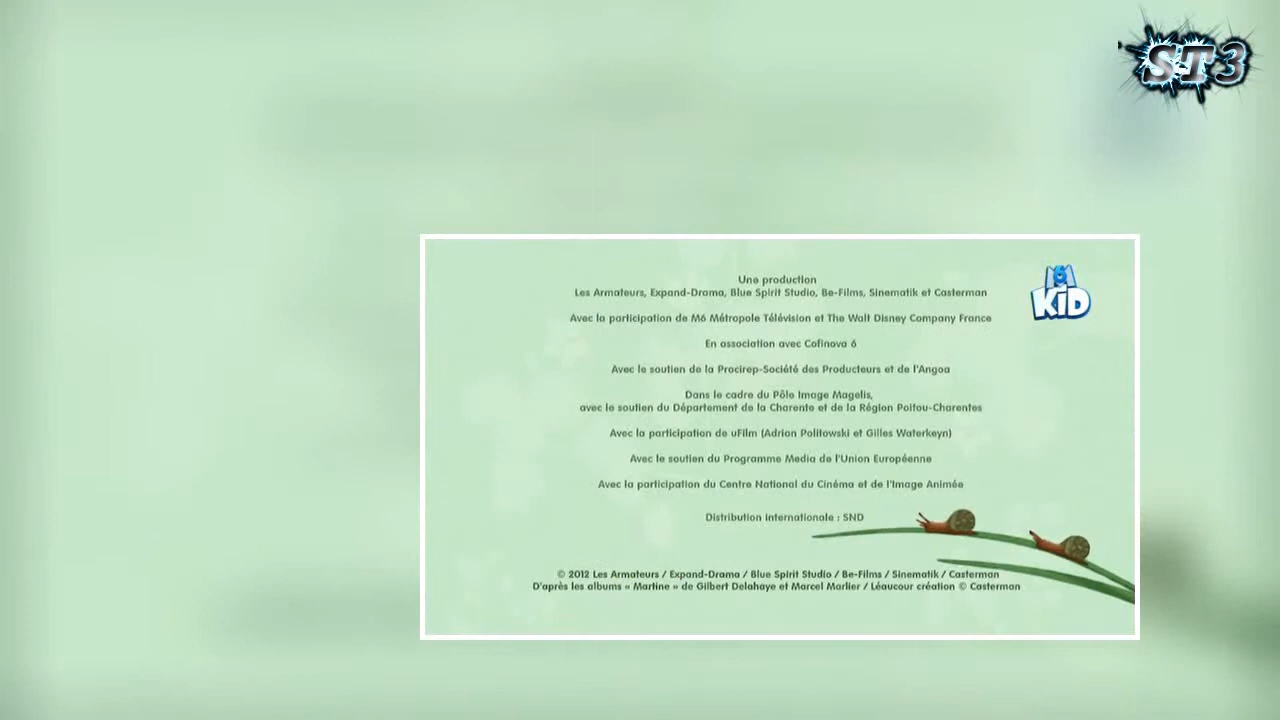 ST3
M6
KID
Une production
Les Armateurs, Expand-Drama, Blue Spirit Studio, Be-Films, Sinematik et Casterman
Avec la participation de M6 Métropole Télévision et The Walt Disney Company France
En association avec Cofinova 6
Avec le soutien de la Procirep-Société des Producteurs et de l'Angoa
Dans le cadre du Pôle Image Magelis,
avec le soutien du Département de la Charente et de la Région Poitou-Charentes
Avec la participation de uFilm (Adrian Politowski et Gilles Waterkeyn)
Avec le soutien du Programme Media de l'Union Européenne
Avec la participation du Centre National du Cinéma et de l'Image Animée
Distribution internationale : SND
© 2012 Les Armateurs / Expand-Drama / Blue Spirit Studio / Be-Films / Sinematik / Casterman
D'après les albums « Martine » de Gilbert Delahaye et Marcel Marlier / Léaucour création © Casterman